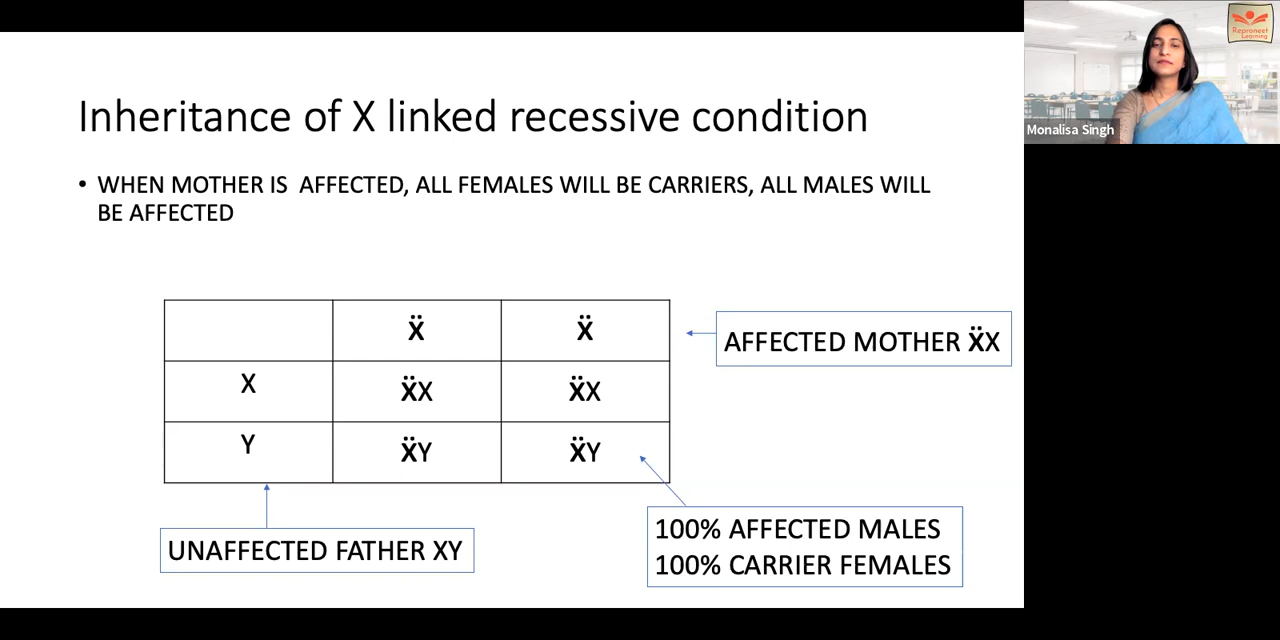 Inheritance of X linked recessive condition
• WHEN MOTHER IS  AFFECTED, ALL FEMALES WILL BE CARRIERS, ALL MALES WILL
BE AFFECTED
Ẍ Ẍ
X ẌX ẌX
Y ẌY ẌY
AFFECTED MOTHER ẌX
UNAFFECTED FATHER XY
100% AFFECTED MALES
100% CARRIER FEMALES
Reproneet
Learning
Monalisa Singh